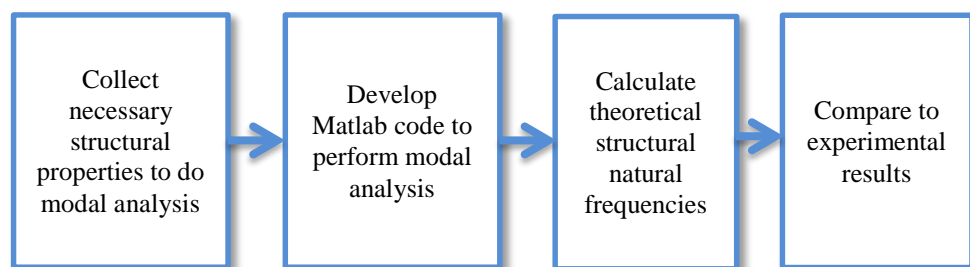 Collect
necessary
structural
properties to do
modal analysis
Develop
Matlab code to
perform modal
analysis
Calculate
theoretical
structural
natural
frequencies
Compare to
experimental
results